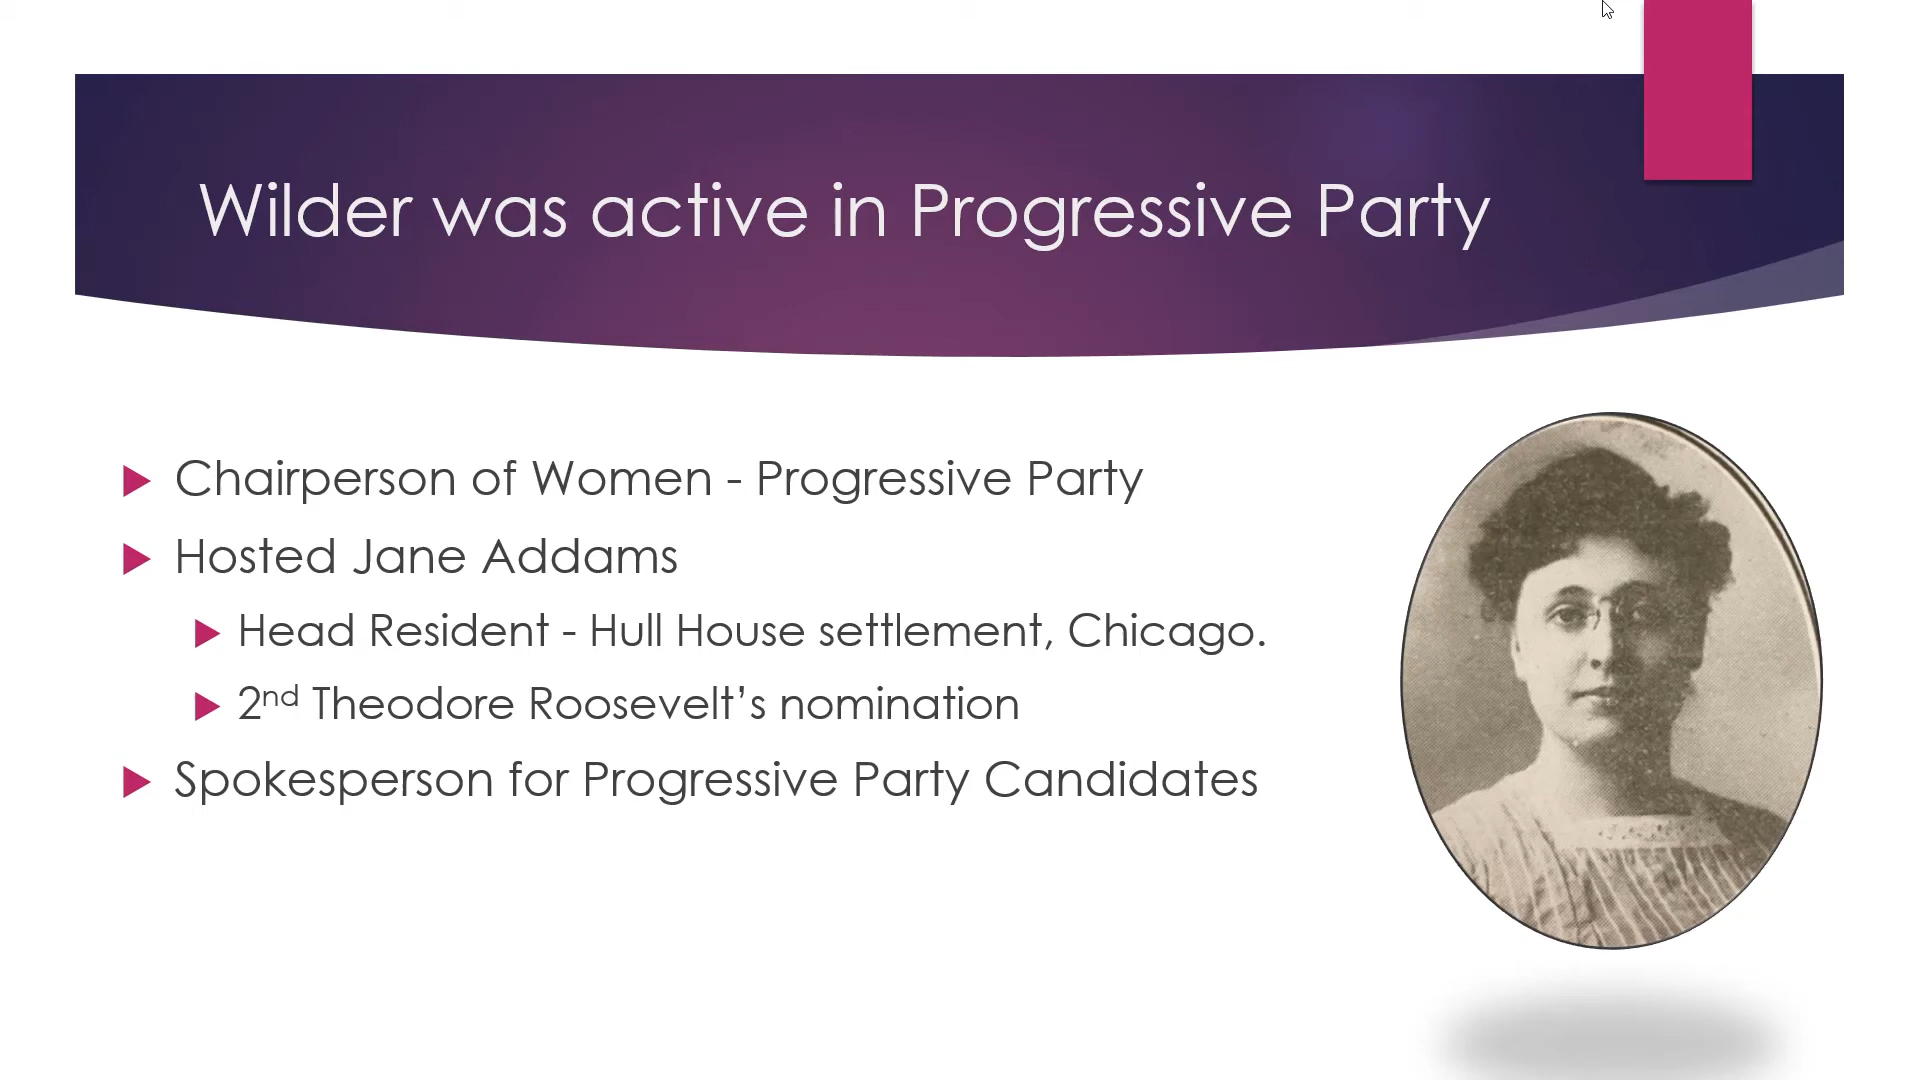 Wilder was active in Progressive Party
Chairperson of Women - Progressive Party
Hosted Jane Addams
Head Resident - Hull House settlement, Chicago.
2nd Theodore Roosevelt’s nomination
Spokesperson for Progressive Party Candidates